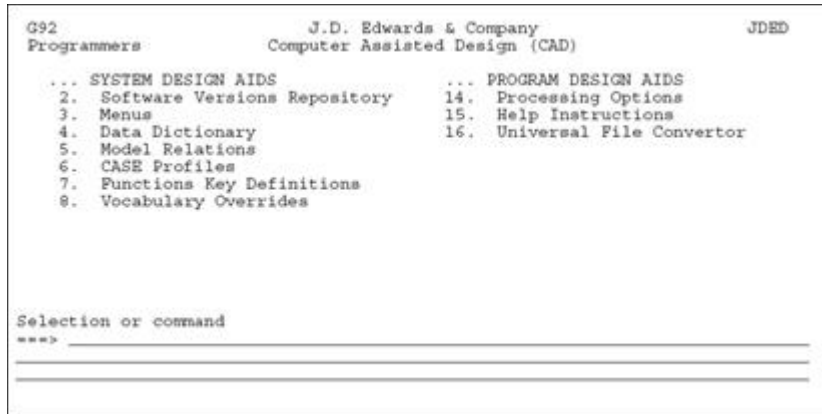 G92 J.D. Edwards & Company JDED
Programmers Computer Assisted Design (CAD)
... SYSTEM DESIGN AIDS ... PROGRAM DESIGN AIDS
2. Software Versions Repository 14. Processing Options
3. Menus 15. Help Instructions
4. Data Dictionary 16. Universal File Convertor
5. Model Relations
6. CASE Profiles
7. Functions Key Definitions
8. Vocabulary Overrides
Selection or command
===>